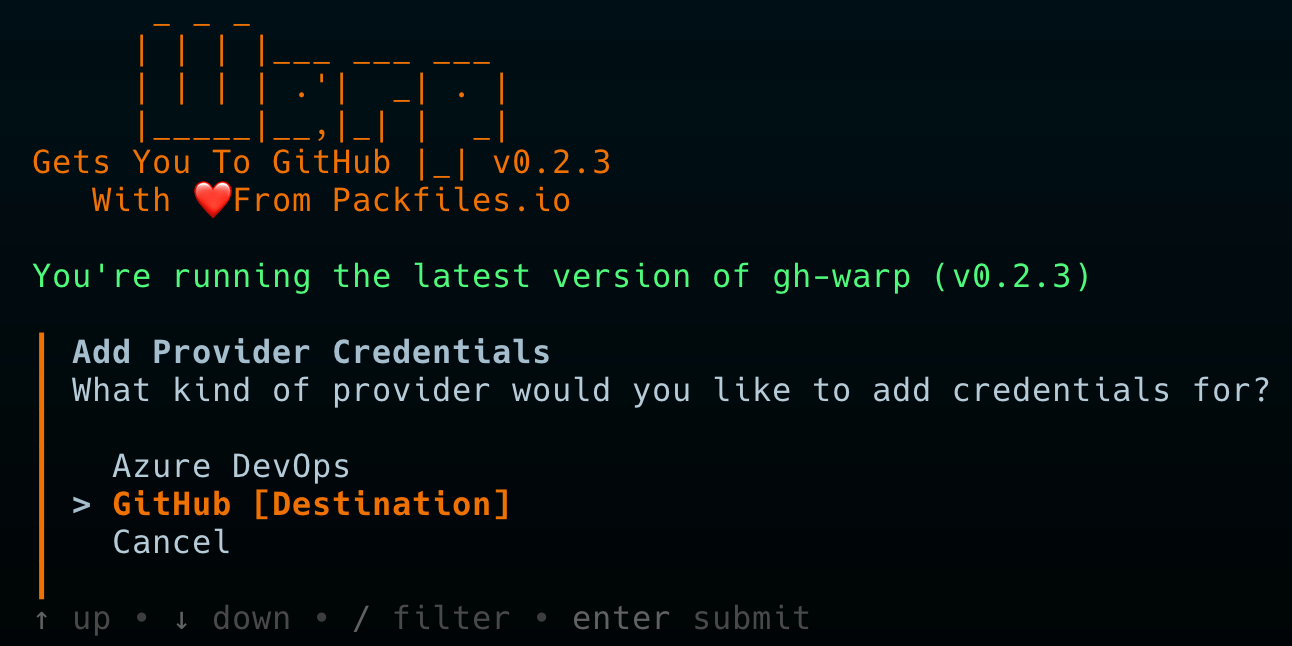 Warp
Gets You To GitHub v0.2.3
With ❤️From Packfiles.io
You're running the latest version of gh-warp (v0.2.3)
Add Provider Credentials
What kind of provider would you like to add credentials for?
Azure DevOps
> GitHub [Destination]
Cancel
↑ up • ↓ down • / filter • enter submit